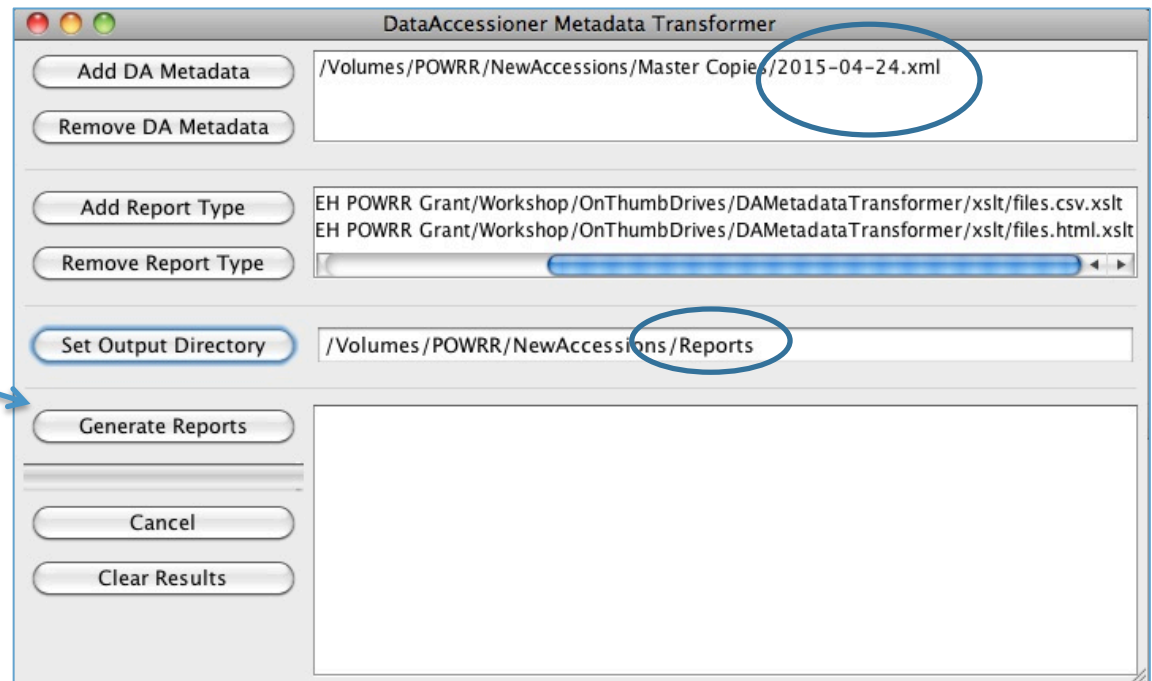 DataAccessioner Metadata Transformer
Add DA Metadata
/Volumes/POWRR/NewAccessions/Master Copies/2015-04-24.xml
Remove DA Metadata
Add Report Type
EH POWRR Grant/Workshop/OnThumbDrives/DAMetadataTransformer/xslt/files.csv.xslt
EH POWRR Grant/Workshop/OnThumbDrives/DAMetadataTransformer/xslt/files.html.xslt
Remove Report Type
Set Output Directory
/Volumes/POWRR/NewAccessions/Reports
Generate Reports
Cancel
Clear Results